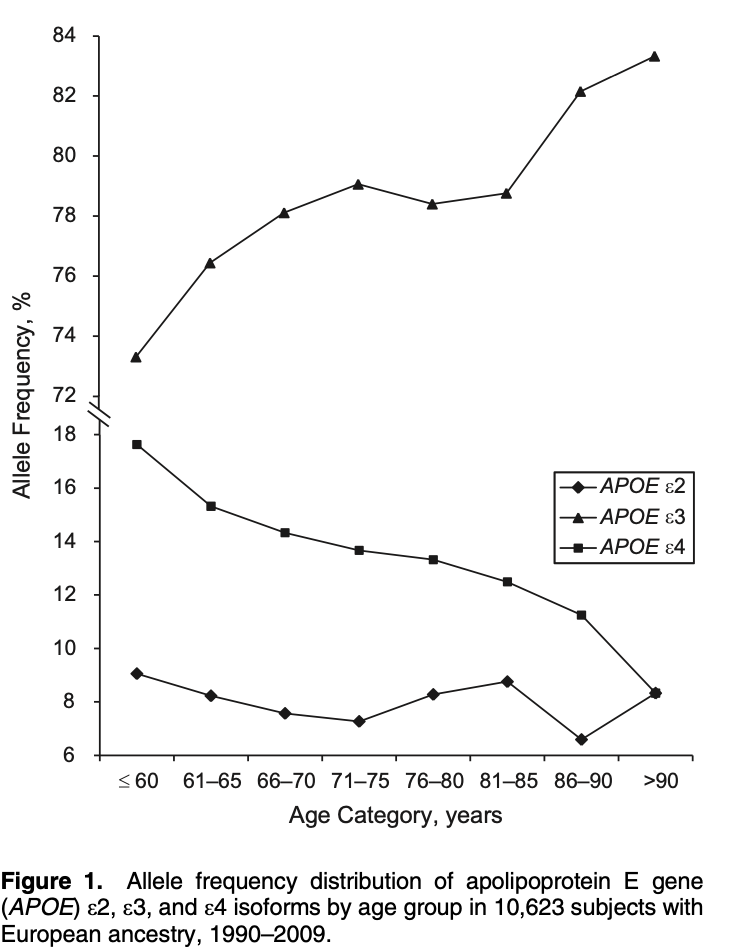 84
82
80
78
76
74
72
18
16
14
12
10
8
6
Allele Frequency, %
APOE ε2
APOE ε3
APOE ε4
≤ 60 61–65 66–70 71–75 76–80 81–85 86–90 >90
Age Category, years
Figure 1. Allele frequency distribution of apolipoprotein E gene
(APOE) ε2, ε3, and ε4 isoforms by age group in 10,623 subjects with
European ancestry, 1990–2009.